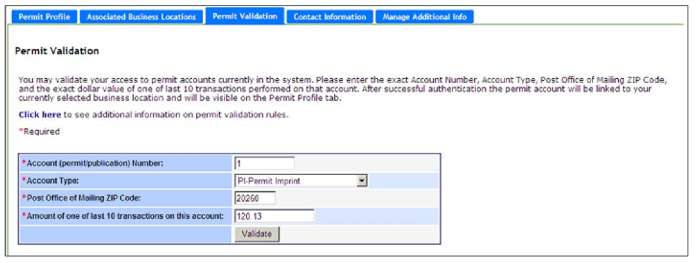 Permit Profile Associated Business Locations Permit Validation Contact Information Manage Additional Info
Permit Validation
You may validate your access to permit accounts currently in the system. Please enter the exact Account Number, Account Type, Post Office of Mailing ZIP Code,
and the exact dollar value of one of last 10 transactions performed on that account. After successful authentication the permit account will be linked to your
currently selected business location and will be visible on the Permit Profile tab.
Click here to see additional information on permit validation rules.
*Required
*Account (permit/publication) Number: 1
*Account Type: PI-Permit Imprint
*Post Office of Mailing ZIP Code: 20260
*Amount of one of last 10 transactions on this account: 120.13
Validate